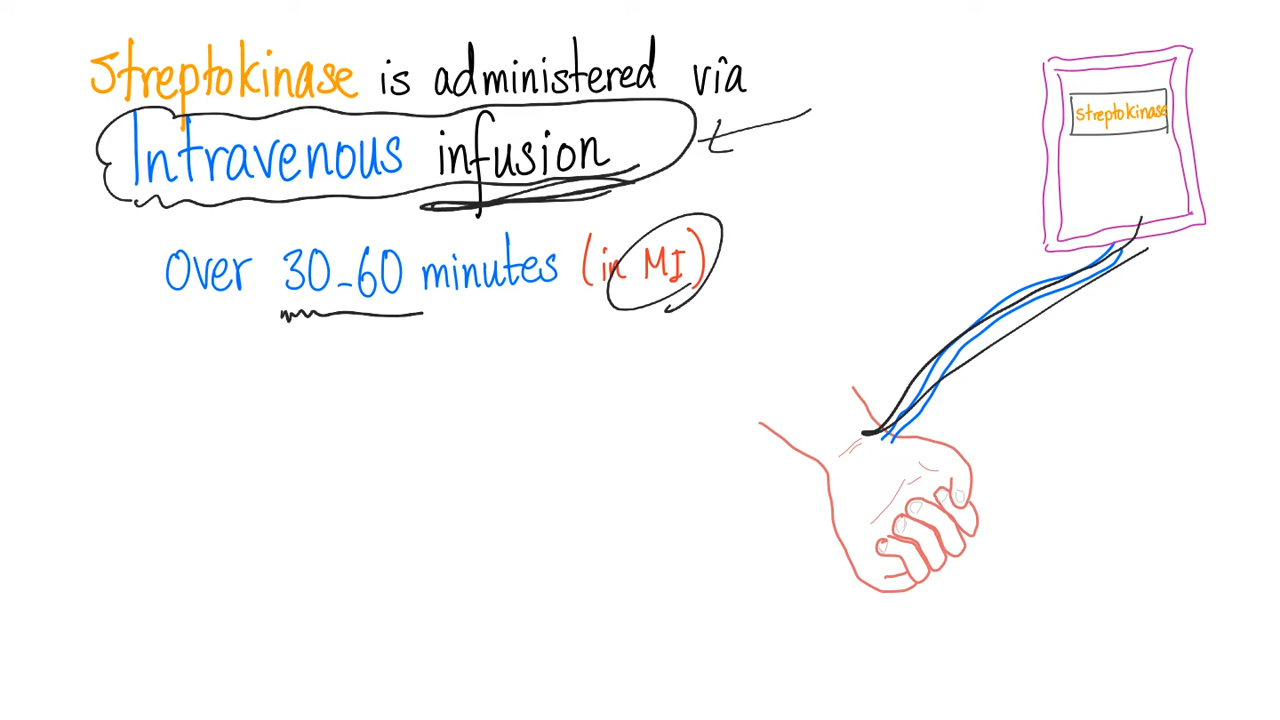 Streptokinase is administered via
Intravenous infusion
Over 30-60 minutes (in MI)
Streptokinase